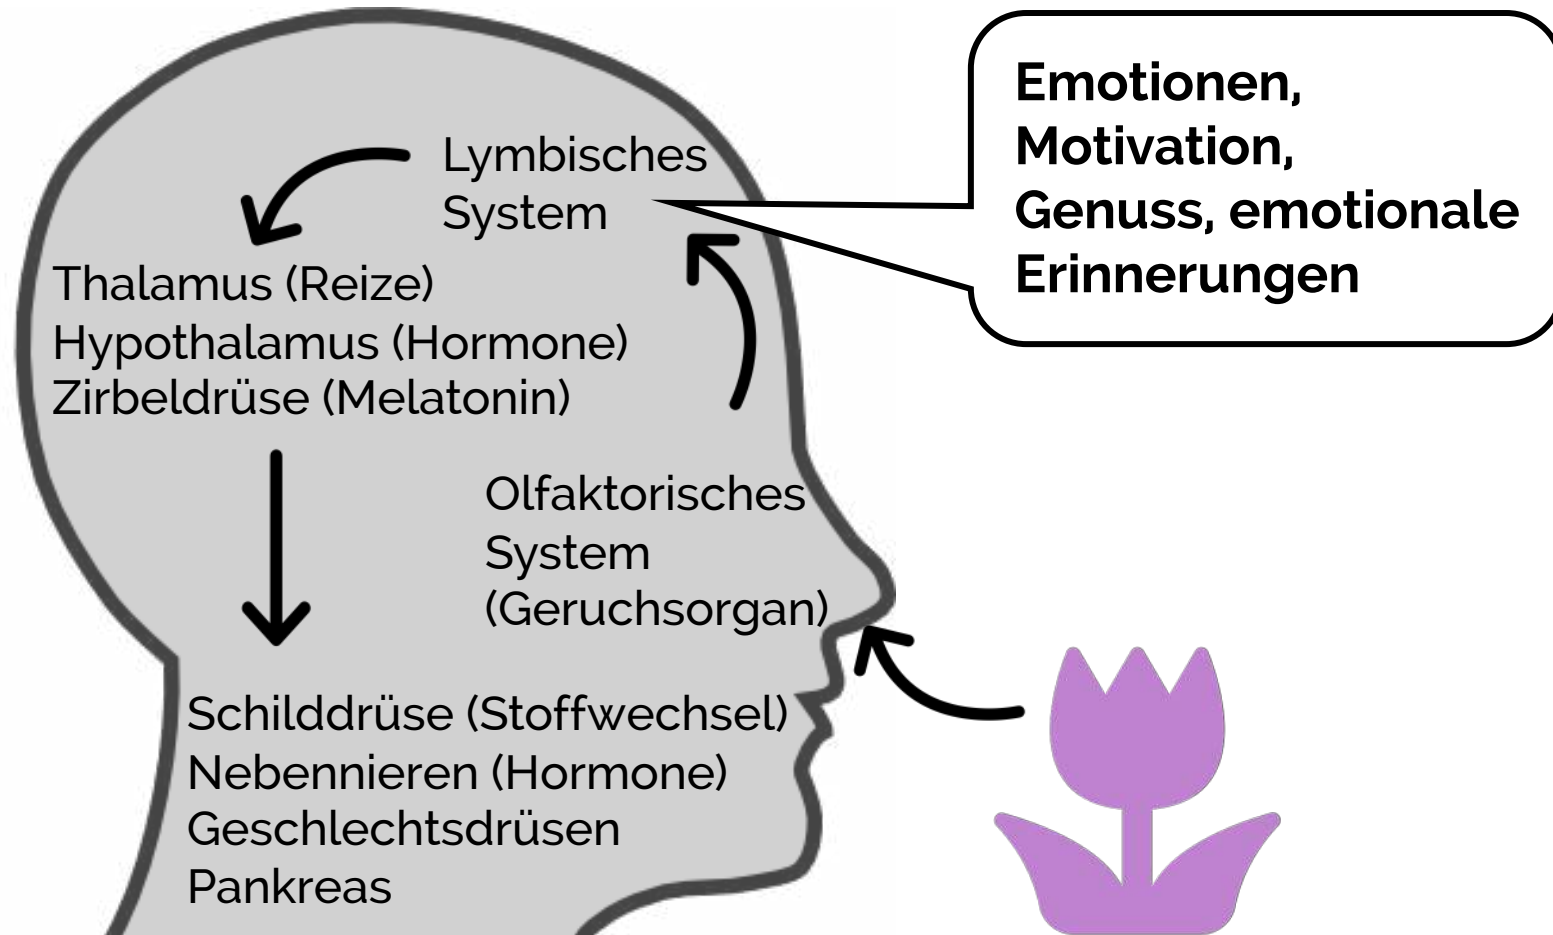 Emotionen,
Motivation,
Genuss, emotionale
Erinnerungen
Lymbisches
System
Thalamus (Reize)
Hypothalamus (Hormone)
Zirbeldrüse (Melatonin)
Olfaktorisches
System
(Geruchsorgan)
Schilddrüse (Stoffwechsel)
Nebennieren (Hormone)
Geschlechtsdrüsen
Pankreas